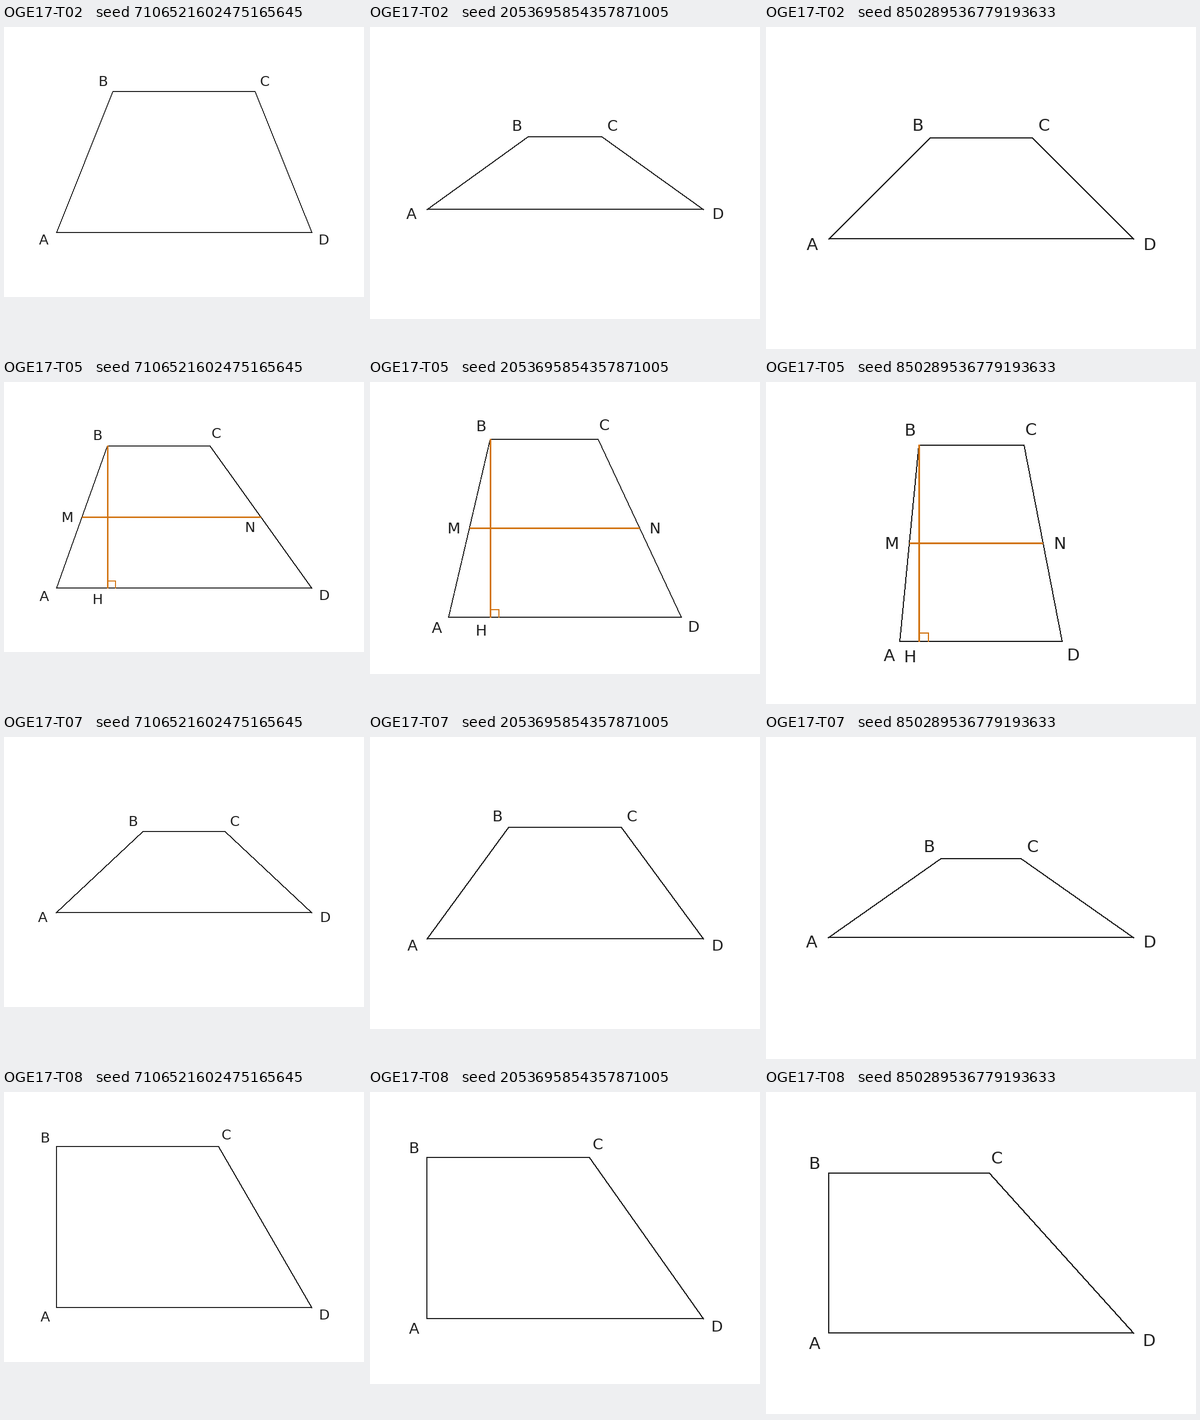 OGE17-T02 seed 7106521602475165645
OGE17-T02 seed 2053695854357871005
OGE17-T02 seed 850289536779193633
B C
A D
B C
A D
B C
A D
OGE17-T05 seed 7106521602475165645
OGE17-T05 seed 2053695854357871005
OGE17-T05 seed 850289536779193633
B C
M N
A H D
B C
M N
A H D
B C
M N
A H D
OGE17-T07 seed 7106521602475165645
OGE17-T07 seed 2053695854357871005
OGE17-T07 seed 850289536779193633
B C
A D
B C
A D
B C
A D
OGE17-T08 seed 7106521602475165645
OGE17-T08 seed 2053695854357871005
OGE17-T08 seed 850289536779193633
B C
A D
B C
A D
B C
A D